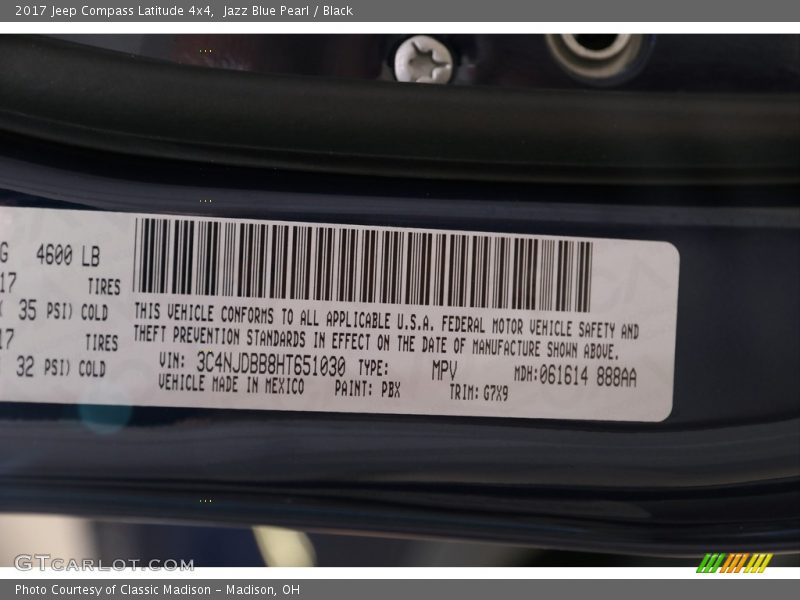 2017 Jeep Compass Latitude 4x4, Jazz Blue Pearl / Black
G 4600 LB
17 TIRES
35 PSI) COLD
17 TIRES
32 PSI) COLD
THIS VEHICLE CONFORMS TO ALL APPLICABLE U.S.A. FEDERAL MOTOR VEHICLE SAFETY AND
THEFT PREVENTION STANDARDS IN EFFECT ON THE DATE OF MANUFACTURE SHOWN ABOVE.
VIN: 3C4NJDBB8HT651030 TYPE: MPV MDH:061614 888AA
VEHICLE MADE IN MEXICO PAINT: PBX TRIM: G7X9
GTCARLOT.COM
Photo Courtesy of Classic Madison - Madison, OH